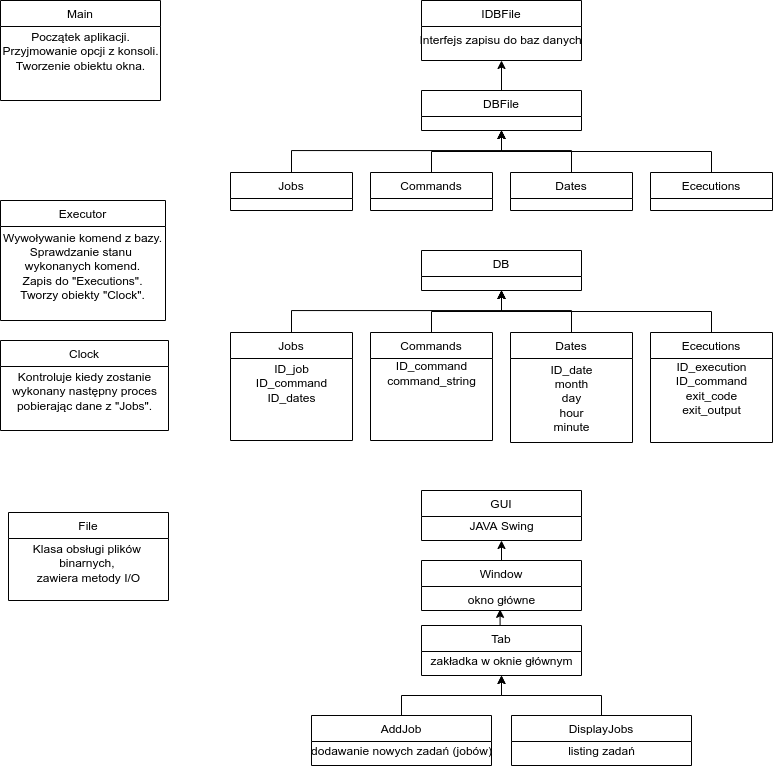 Main
Początek aplikacji.
Przyjmowanie opcji z konsoli.
Tworzenie obiektu okna.
IDBFile
Interfejs zapisu do baz danych
DBFile
Jobs
Commands
Dates
Ececutions
Executor
Wywoływanie komend z bazy.
Sprawdzanie stanu
wykonanych komend.
Zapis do "Executions".
Tworzy obiekty "Clock".
DB
Clock
Kontroluje kiedy zostanie
wykonany następny proces
pobierając dane z "Jobs".
Jobs
ID_job
ID_command
ID_dates
Commands
ID_command
command_string
Dates
ID_date
month
day
hour
minute
Ececutions
ID_execution
ID_command
exit_code
exit_output
File
Klasa obsługi plików
binarnych,
zawiera metody I/O
GUI
JAVA Swing
Window
okno główne
Tab
zakładka w oknie głównym
AddJob
dodawanie nowych zadań (jobów)
DisplayJobs
listing zadań